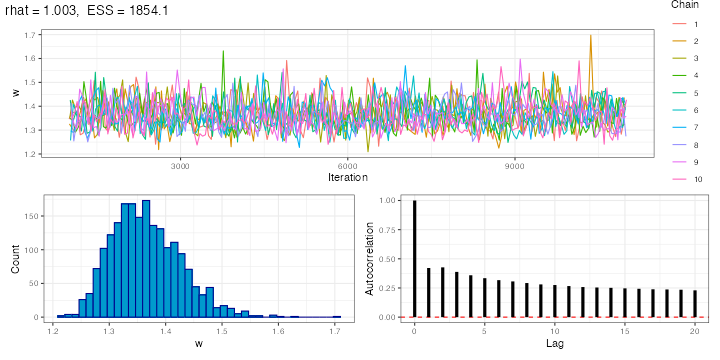 rhat = 1.003,  ESS = 1854.1
Chain
1
2
3
4
5
6
7
8
9
10
w
1.7
1.6
1.5
1.4
1.3
1.2
3000 6000 9000
Iteration
Count
150
100
50
0
1.2 1.3 1.4 1.5 1.6 1.7
w
Autocorrelation
1.00
0.75
0.50
0.25
0.00
0 5 10 15 20
Lag